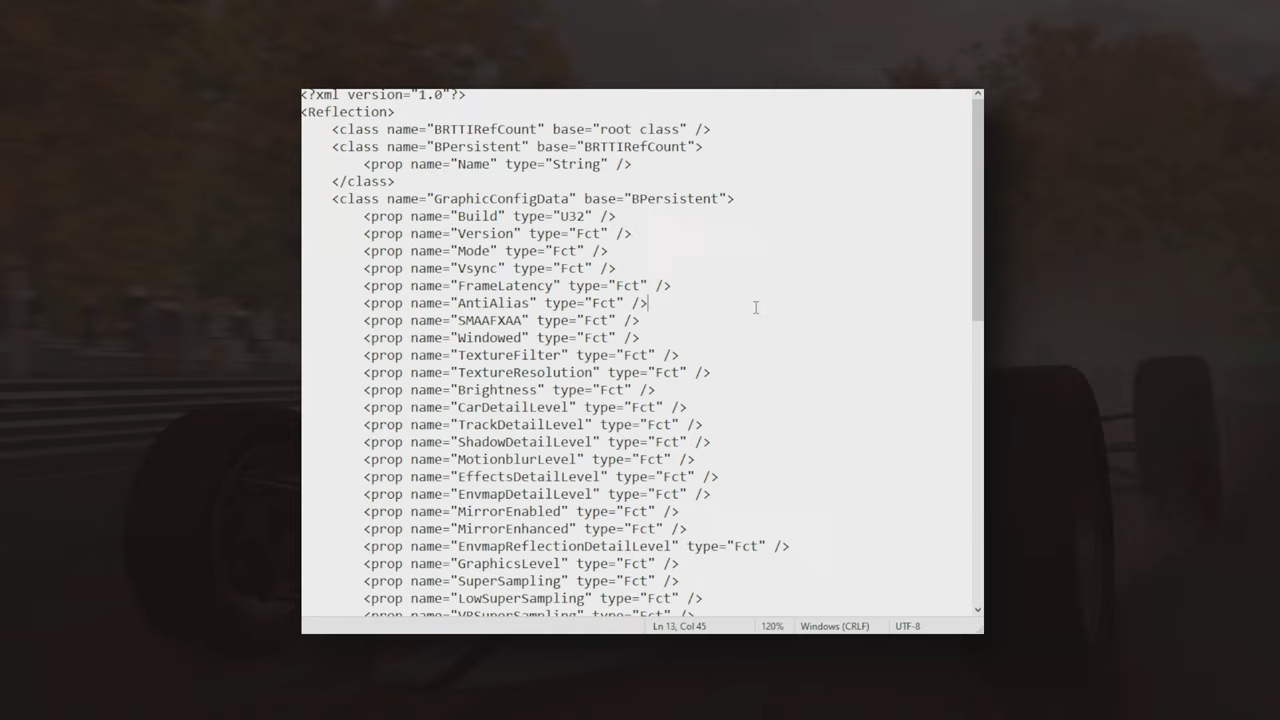 <?xml version="1.0"?>
<Reflection>
    <class name="BRTTIRefCount" base="root class" />
    <class name="BPersistent" base="BRTTIRefCount">
        <prop name="Name" type="String" />
    </class>
    <class name="GraphicConfigData" base="BPersistent">
        <prop name="Build" type="U32" />
        <prop name="Version" type="Fct" />
        <prop name="Mode" type="Fct" />
        <prop name="Vsync" type="Fct" />
        <prop name="FrameLatency" type="Fct" />
        <prop name="AntiAlias" type="Fct" />
        <prop name="SMAAFXAA" type="Fct" />
        <prop name="Windowed" type="Fct" />
        <prop name="TextureFilter" type="Fct" />
        <prop name="TextureResolution" type="Fct" />
        <prop name="Brightness" type="Fct" />
        <prop name="CarDetailLevel" type="Fct" />
        <prop name="TrackDetailLevel" type="Fct" />
        <prop name="ShadowDetailLevel" type="Fct" />
        <prop name="MotionblurLevel" type="Fct" />
        <prop name="EffectsDetailLevel" type="Fct" />
        <prop name="EnvmapDetailLevel" type="Fct" />
        <prop name="MirrorEnabled" type="Fct" />
        <prop name="MirrorEnhanced" type="Fct" />
        <prop name="EnvmapReflectionDetailLevel" type="Fct" />
        <prop name="GraphicsLevel" type="Fct" />
        <prop name="SuperSampling" type="Fct" />
        <prop name="LowSuperSampling" type="Fct" />
        <prop name="VRSuperSampling" type="Fct" />
Ln 13, Col 45 120% Windows (CRLF) UTF-8